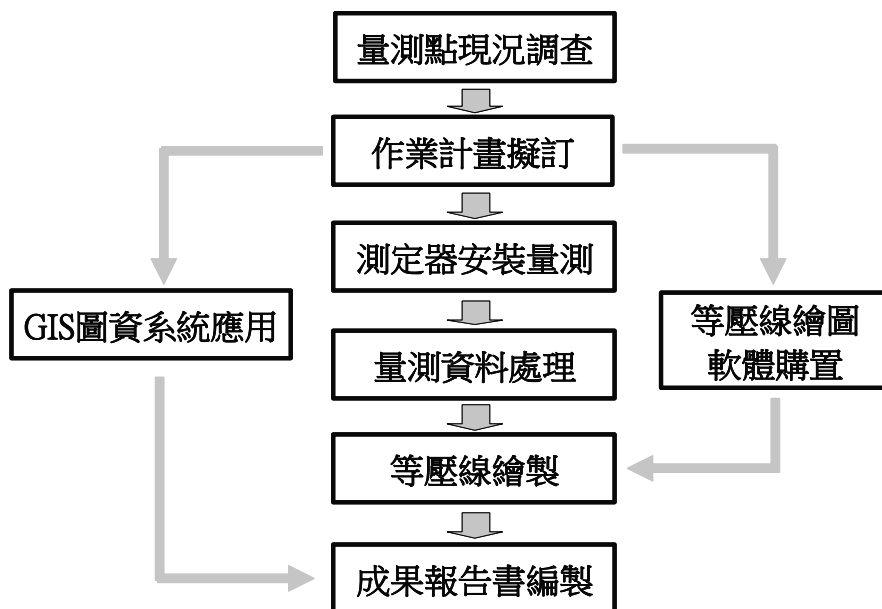 量測點現況調查
作業計畫擬訂
測定器安裝量測
GIS圖資系統應用
等壓線繪圖
軟體購置
量測資料處理
等壓線繪製
成果報告書編製